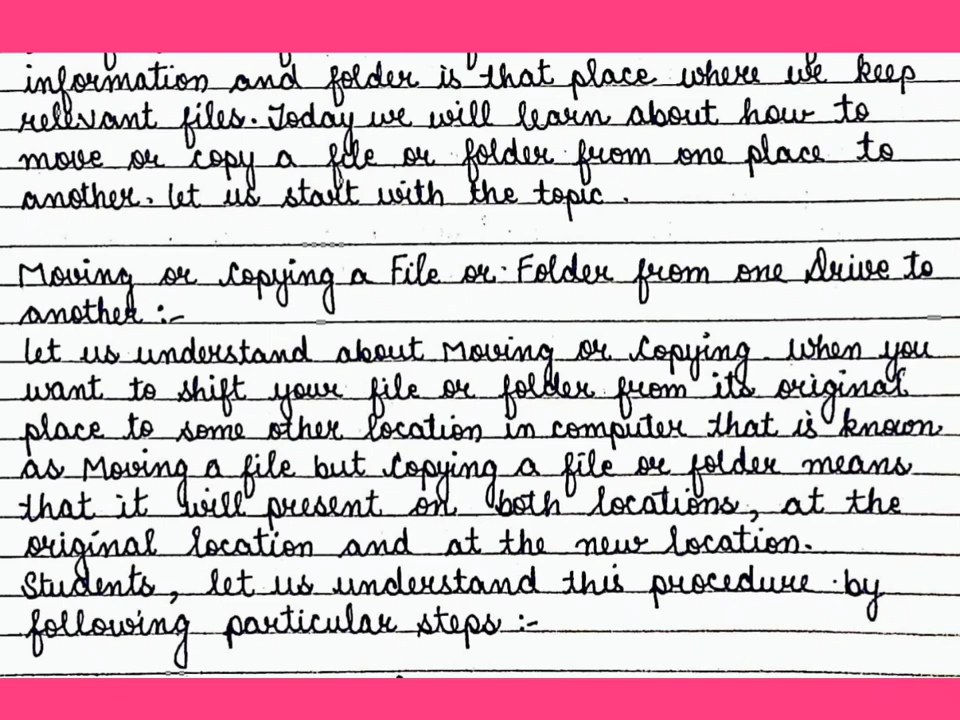 information and folder is that place where we keep
relevant files. Today we will learn about how to
move or copy a file or folder from one place to
another. let us start with the topic.
Moving or Copying a File or Folder from one Drive to
another :-
let us understand about Moving or Copying. When you
want to shift your file or folder from its original
place to some other location in computer that is known
as Moving a file but Copying a file or folder means
that it will present on both locations, at the
original location and at the new location.
Students, let us understand this procedure by
following particular steps :-